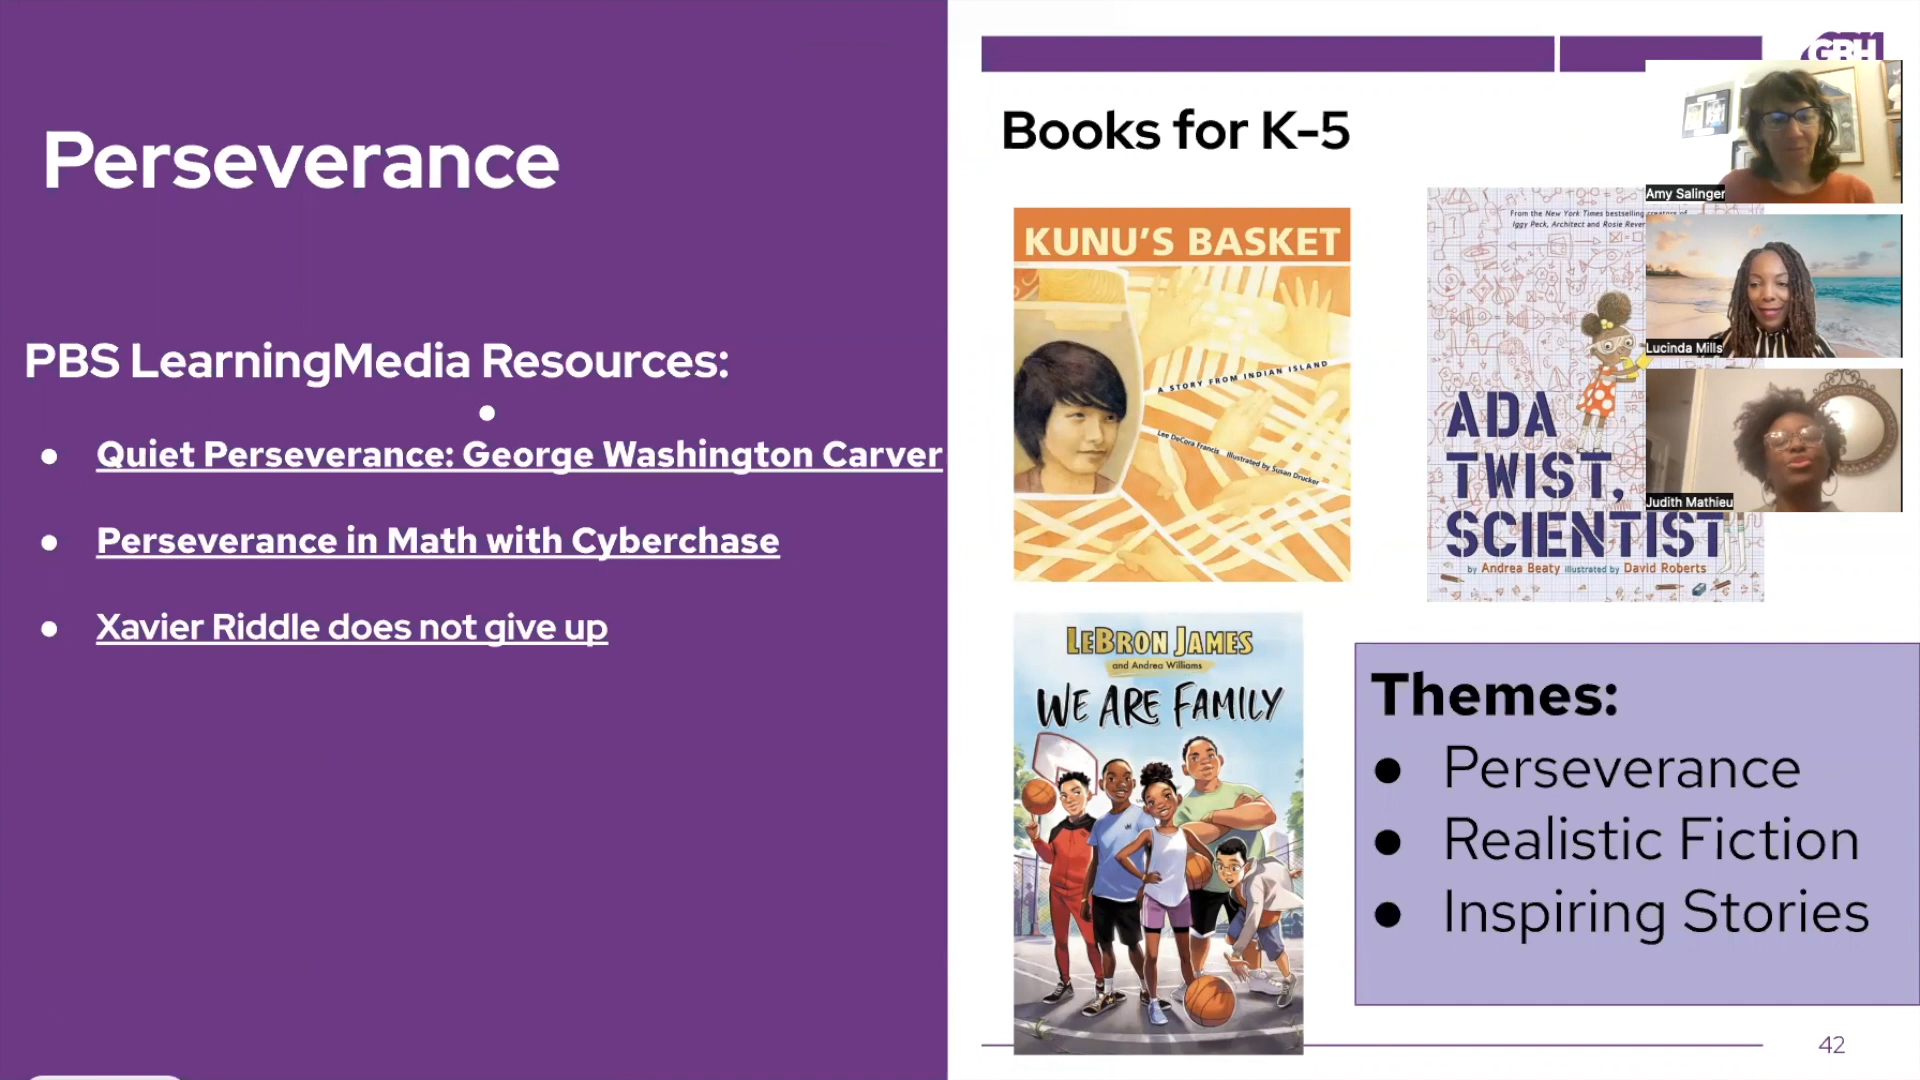 Perseverance
PBS LearningMedia Resources:
●
● Quiet Perseverance: George Washington Carver
● Perseverance in Math with Cyberchase
● Xavier Riddle does not give up
GBH
Books for K-5
KUNU'S BASKET
A STORY FROM INDIAN ISLAND
Lee DeCora Francis Illustrated by Susan Drucker
From the New York Times bestselling creators of
Iggy Peck, Architect and Rosie Rever
ADA
TWIST,
SCIENTIST
by Andrea Beaty illustrated by David Roberts
Amy Salinger
Lucinda Mills
Judith Mathieu
LEBRON JAMES
and Andrea Williams
WE ARE FAMILY
Themes:
● Perseverance
● Realistic Fiction
● Inspiring Stories
42